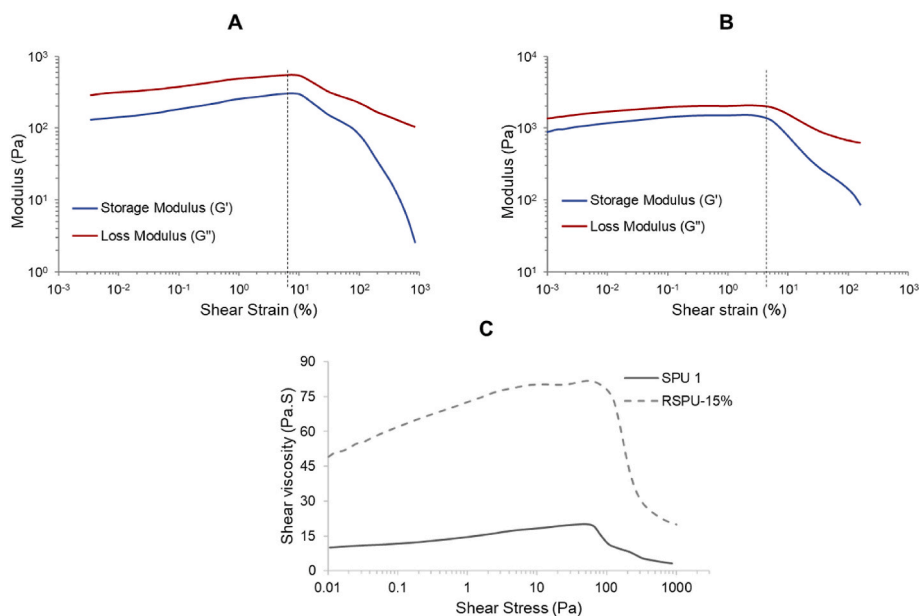 A
Modulus (Pa)
10³
10²
10¹
10⁰
Storage Modulus (G')
Loss Modulus (G")
10⁻³ 10⁻² 10⁻¹ 10⁰ 10¹ 10² 10³
Shear Strain (%)
B
Modulus (Pa)
10⁴
10³
10²
10¹
Storage Modulus (G')
Loss Modulus (G")
10⁻³ 10⁻² 10⁻¹ 10⁰ 10¹ 10² 10³
Shear strain (%)
C
Shear viscosity (Pa.S)
90
75
60
45
30
15
0
SPU 1
RSPU-15%
0.01 0.1 1 10 100 1000
Shear Stress (Pa)